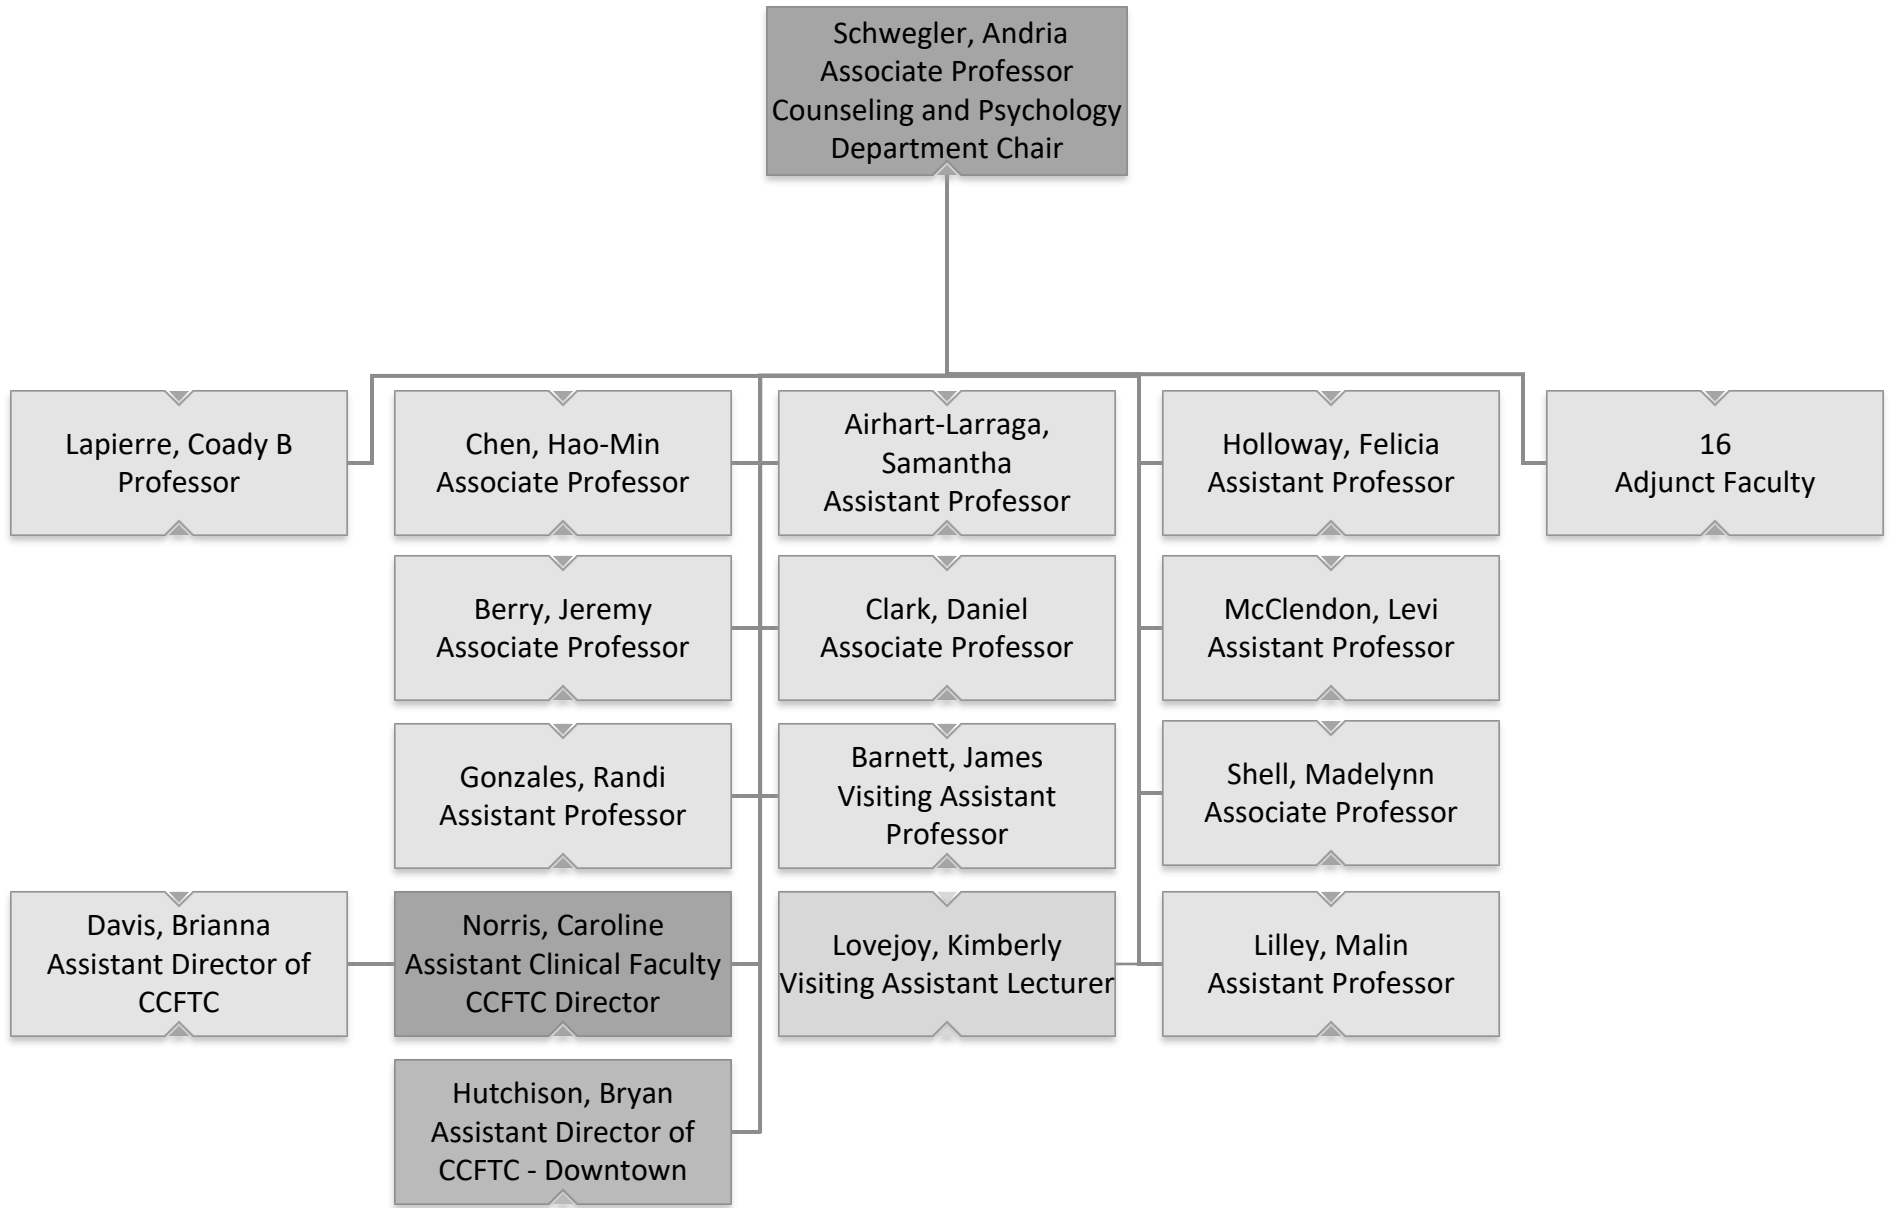 Schwegler, Andria
Associate Professor
Counseling and Psychology
Department Chair
Lapierre, Coady B
Professor
Chen, Hao-Min
Associate Professor
Airhart-Larraga,
Samantha
Assistant Professor
Holloway, Felicia
Assistant Professor
16
Adjunct Faculty
Berry, Jeremy
Associate Professor
Clark, Daniel
Associate Professor
McClendon, Levi
Assistant Professor
Gonzales, Randi
Assistant Professor
Barnett, James
Visiting Assistant
Professor
Shell, Madelynn
Associate Professor
Davis, Brianna
Assistant Director of
CCFTC
Norris, Caroline
Assistant Clinical Faculty
CCFTC Director
Lovejoy, Kimberly
Visiting Assistant Lecturer
Lilley, Malin
Assistant Professor
Hutchison, Bryan
Assistant Director of
CCFTC - Downtown